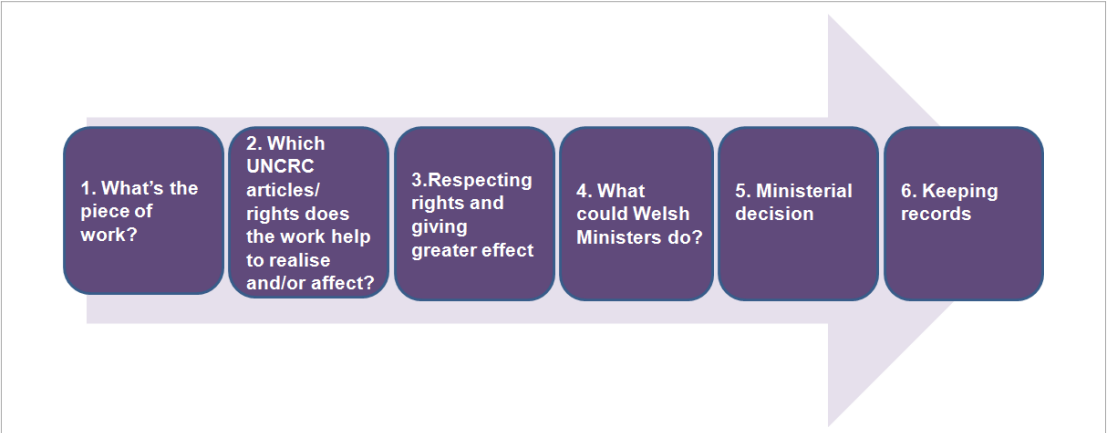 1. What’s the
piece of
work?
2. Which
UNCRC
articles/
rights does
the work help
to realise
and/or affect?
3.Respecting
rights and
giving
greater effect
4. What
could Welsh
Ministers do?
5. Ministerial
decision
6. Keeping
records